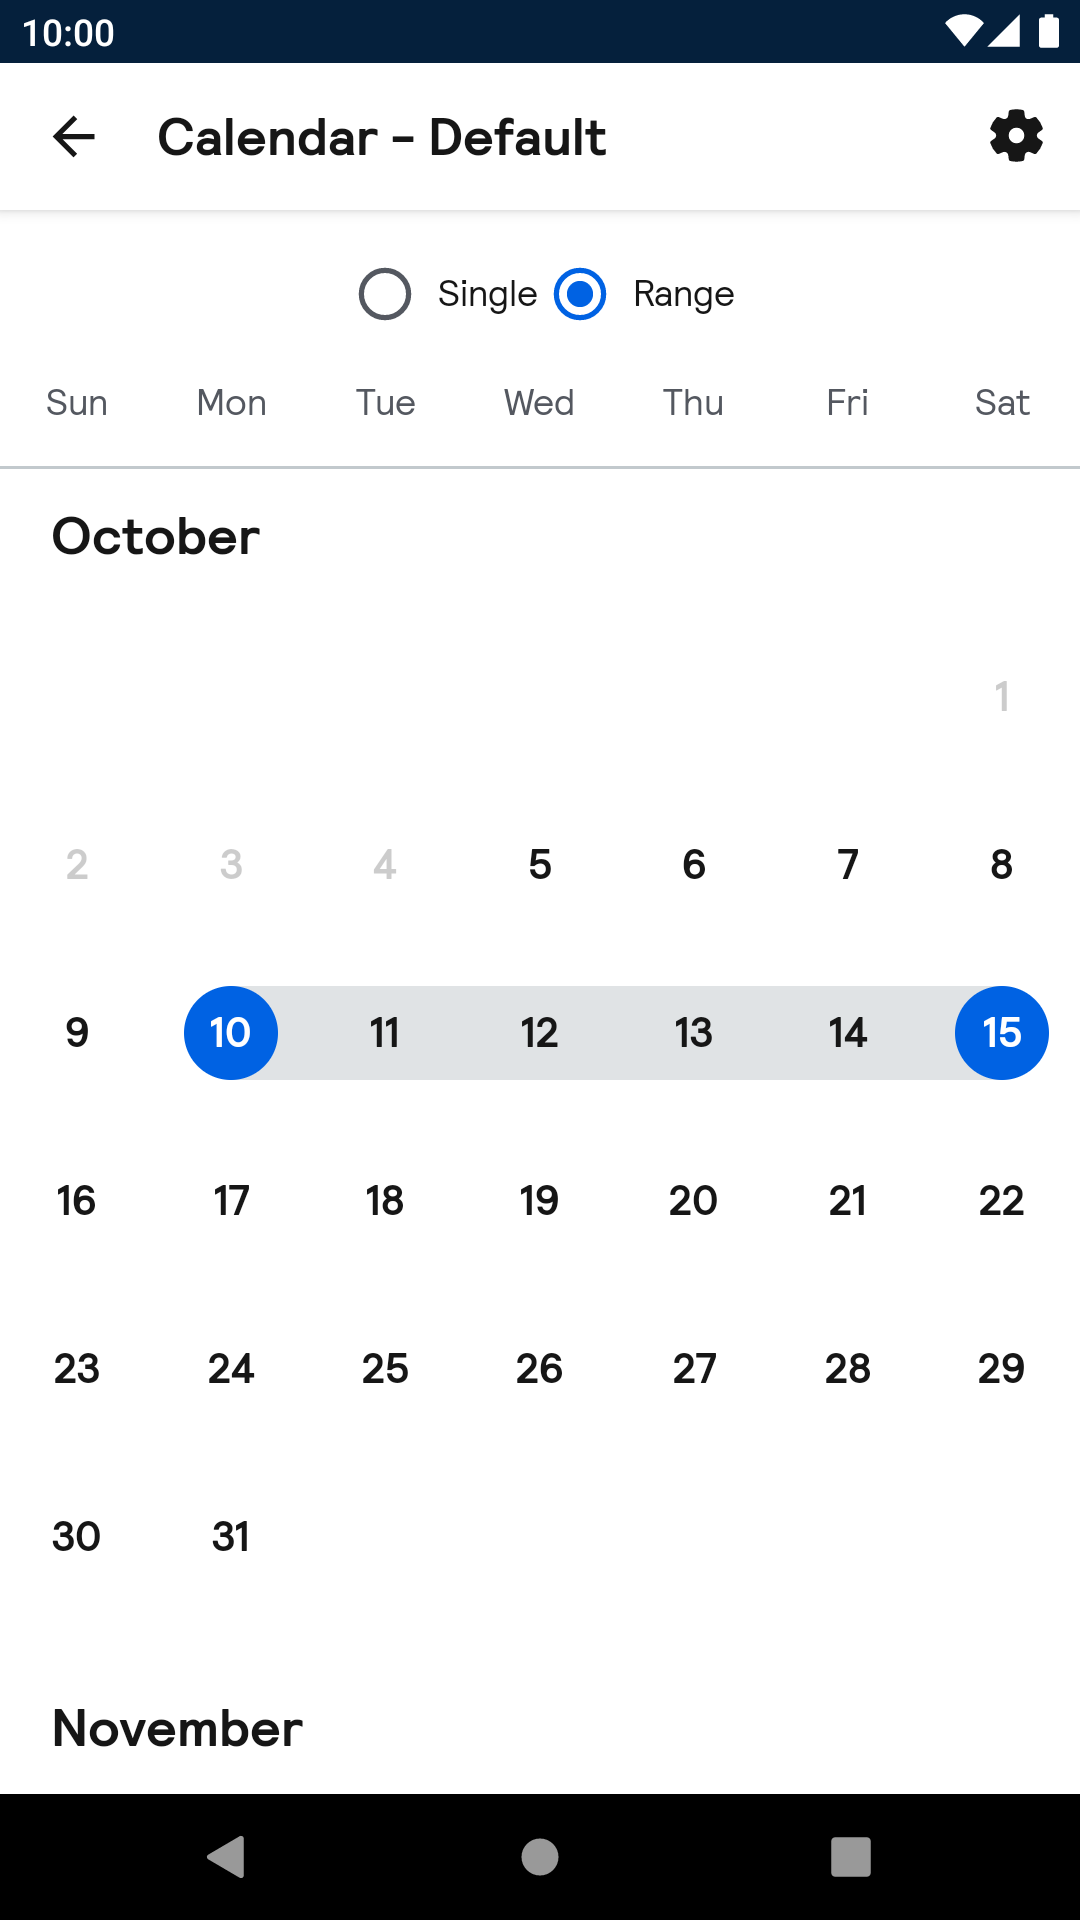 10:00
Calendar - Default
Single Range
Sun Mon Tue Wed Thu Fri Sat
October
1
2 3 4 5 6 7 8
9 10 11 12 13 14 15
16 17 18 19 20 21 22
23 24 25 26 27 28 29
30 31
November